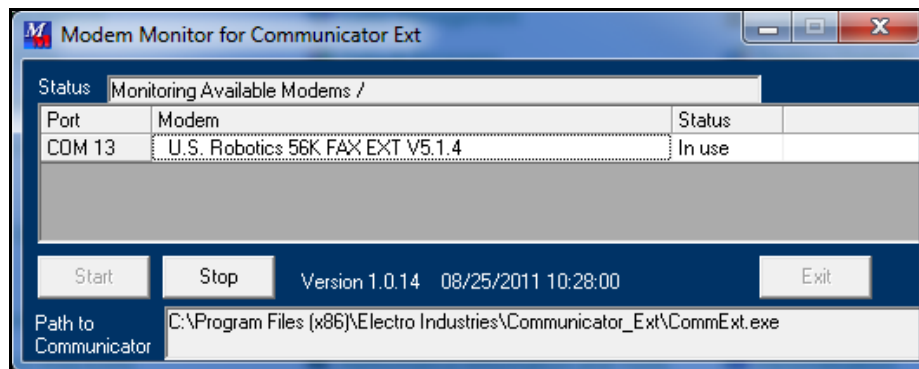 Modem Monitor for Communicator Ext
Status Monitoring Available Modems /
Port Modem Status
COM 13 U.S. Robotics 56K FAX EXT V5.1.4 In use
Start Stop Version 1.0.14 08/25/2011 10:28:00 Exit
Path to Communicator C:\Program Files (x86)\Electro Industries\Communicator_Ext\CommExt.exe